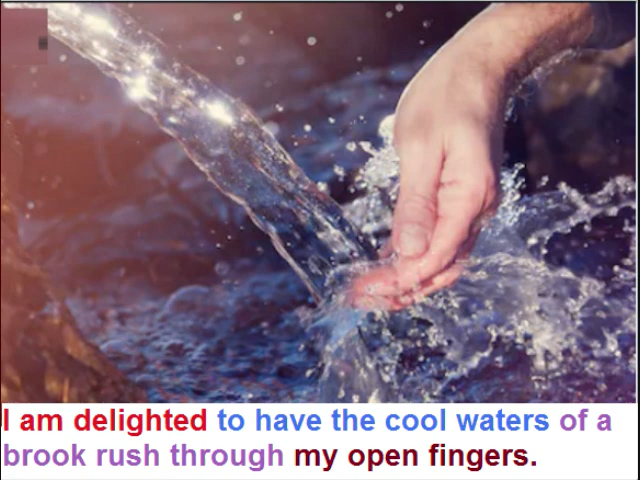 I am delighted to have the cool waters of a
brook rush through my open fingers.